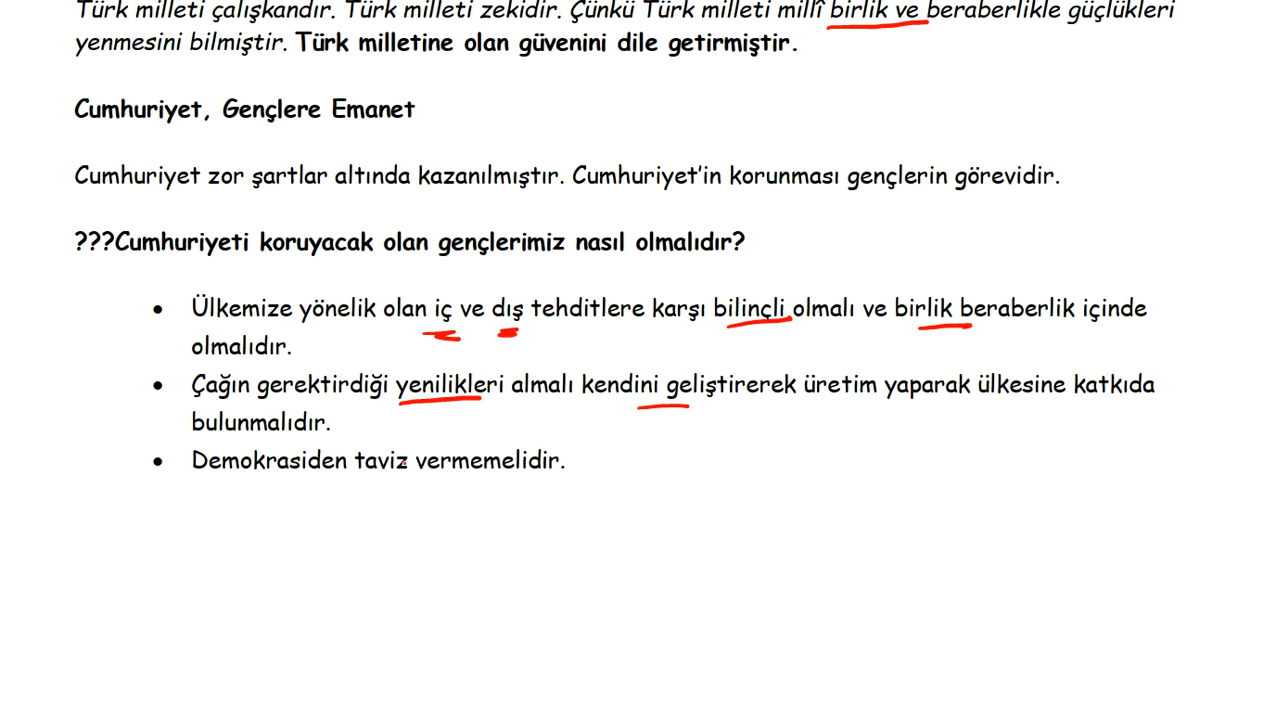 Türk milleti çalışkandır. Türk milleti zekidir. Çünkü Türk milleti millî birlik ve beraberlikle güçlükleri
yenmesini bilmiştir. Türk milletine olan güvenini dile getirmiştir.
Cumhuriyet, Gençlere Emanet
Cumhuriyet zor şartlar altında kazanılmıştır. Cumhuriyet'in korunması gençlerin görevidir.
???Cumhuriyeti koruyacak olan gençlerimiz nasıl olmalıdır?
• Ülkemize yönelik olan iç ve dış tehditlere karşı bilinçli olmalı ve birlik beraberlik içinde
olmalıdır.
• Çağın gerektirdiği yenilikleri almalı kendini geliştirerek üretim yaparak ülkesine katkıda
bulunmalıdır.
• Demokrasiden taviz vermemelidir.